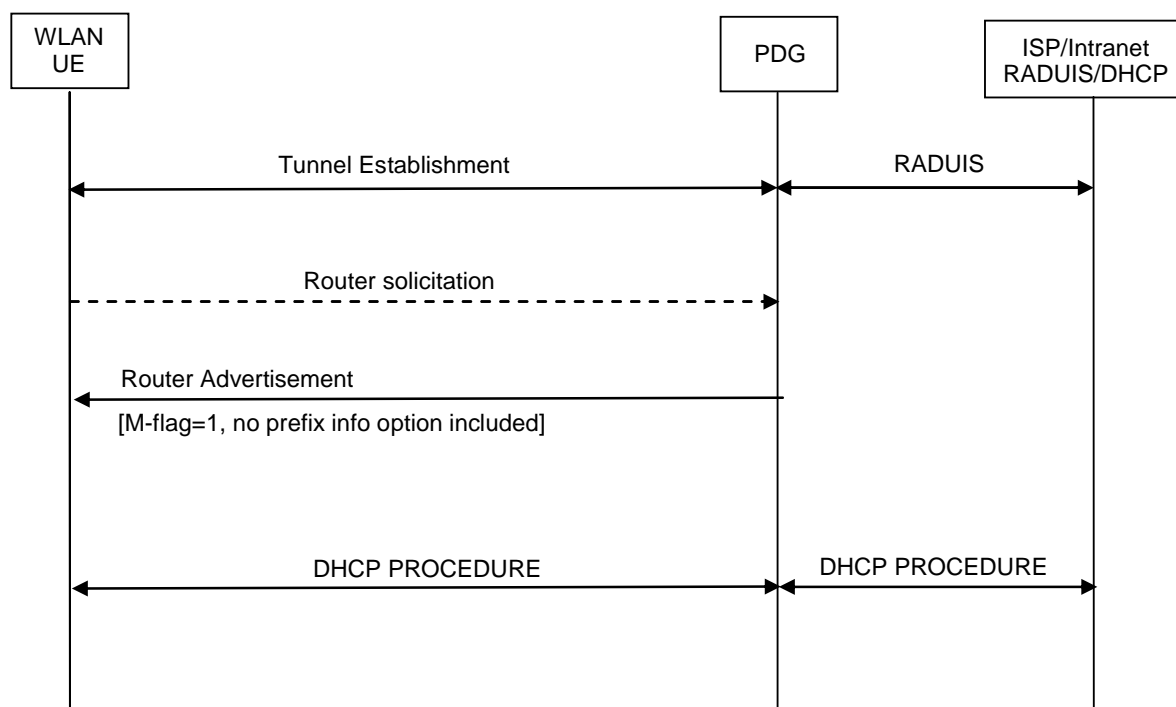 WLAN
UE
PDG
ISP/Intranet
RADUIS/DHCP
Tunnel Establishment
RADUIS
Router solicitation
Router Advertisement
[M-flag=1, no prefix info option included]
DHCP PROCEDURE
DHCP PROCEDURE